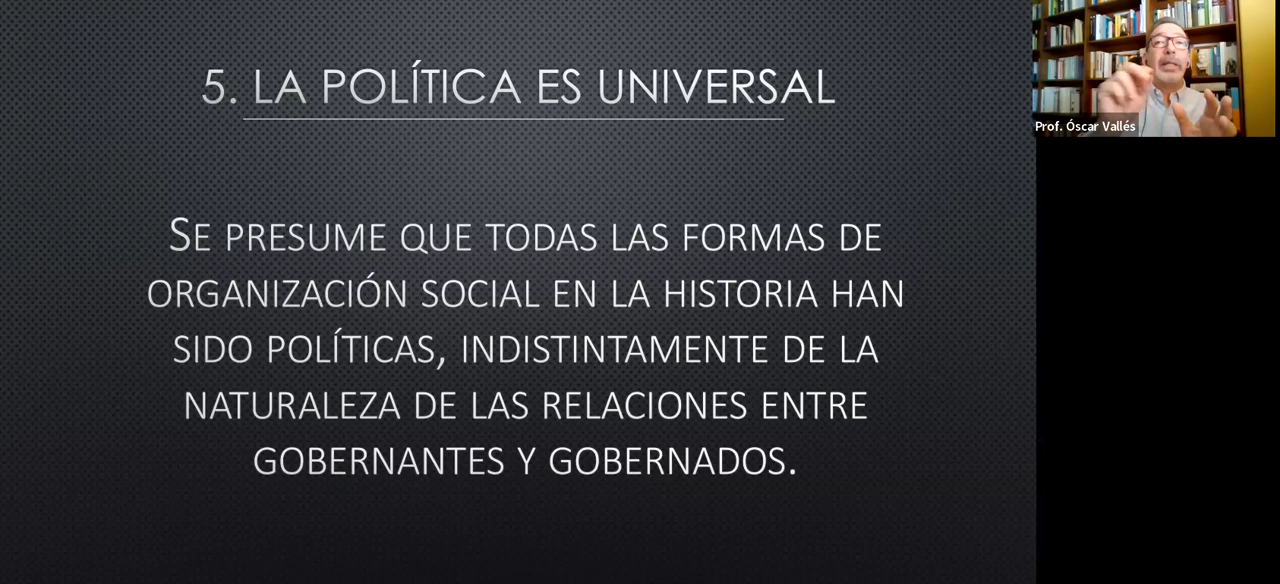 5. LA POLÍTICA ES UNIVERSAL
SE PRESUME QUE TODAS LAS FORMAS DE
ORGANIZACIÓN SOCIAL EN LA HISTORIA HAN
SIDO POLÍTICAS, INDISTINTAMENTE DE LA
NATURALEZA DE LAS RELACIONES ENTRE
GOBERNANTES Y GOBERNADOS.
Prof. Óscar Vallés